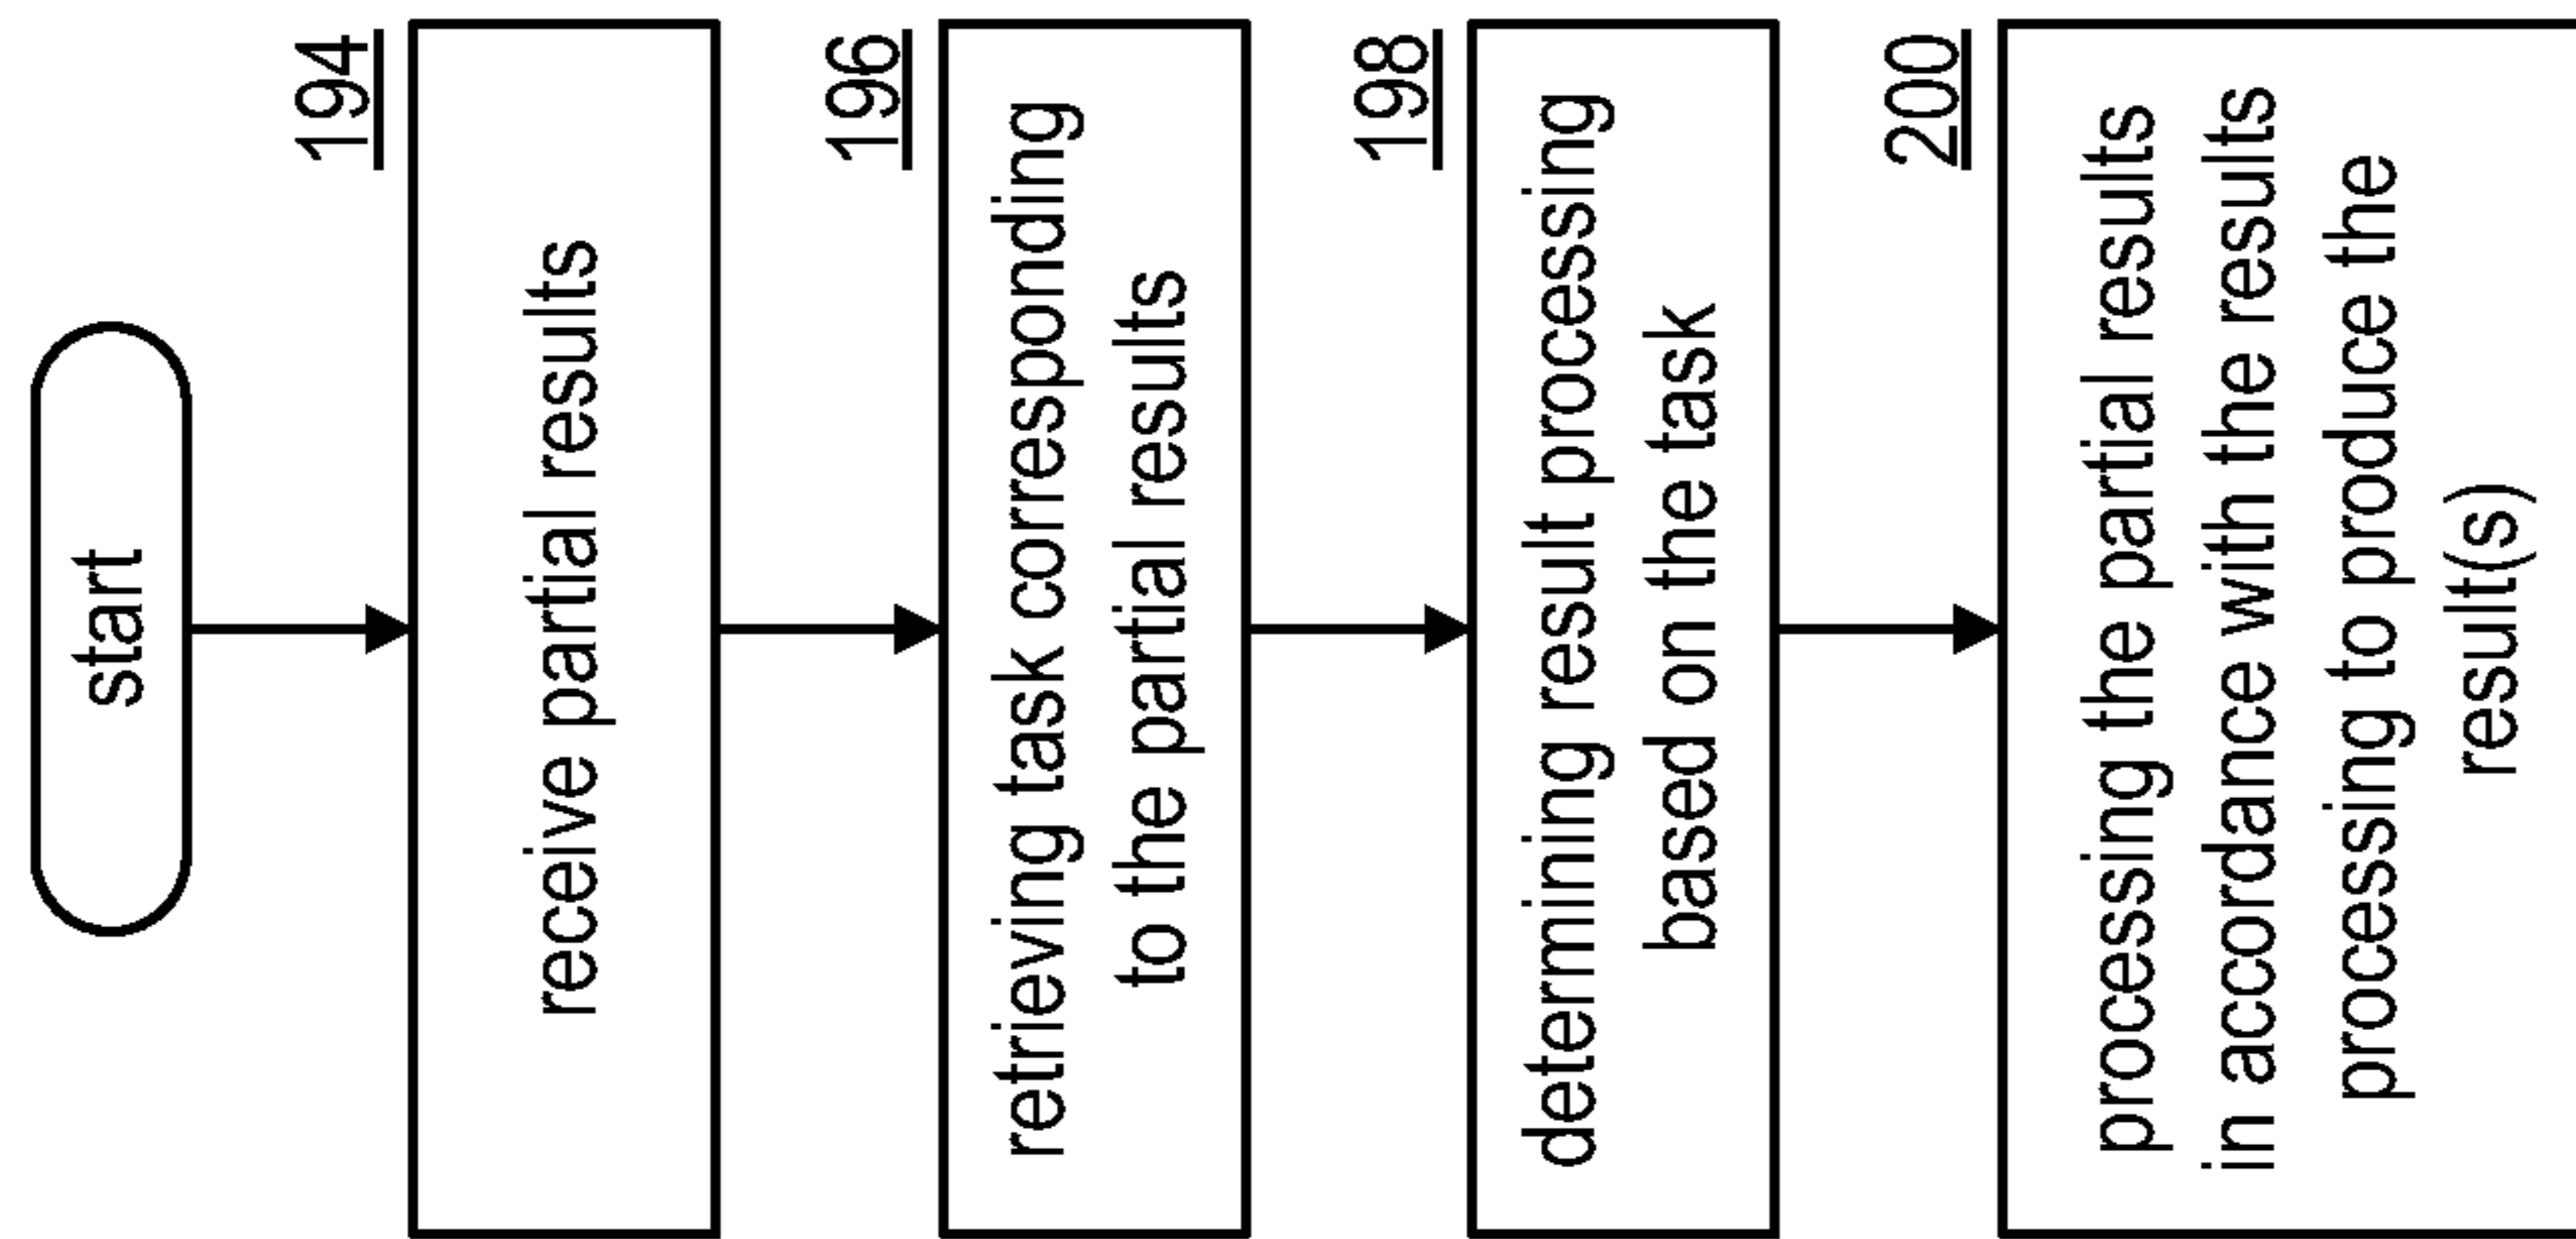 start
194
receive partial results
196
retrieving task corresponding
to the partial results
198
determining result processing
based on the task
200
processing the partial results
in accordance with the results
processing to produce the
result(s)